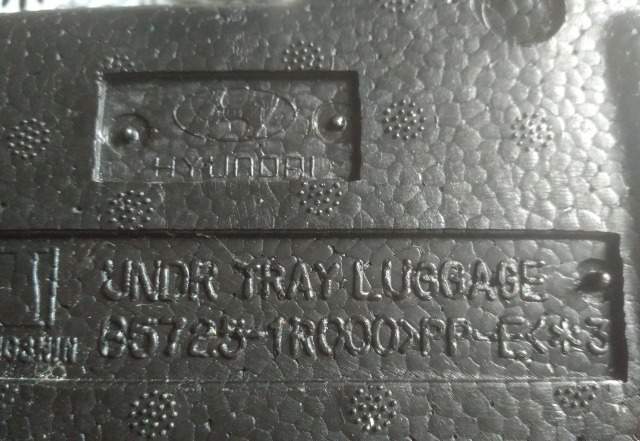 HYUNDAI
UNDR TRAY LUGGAGE
85725-1R000>PP-E<*3